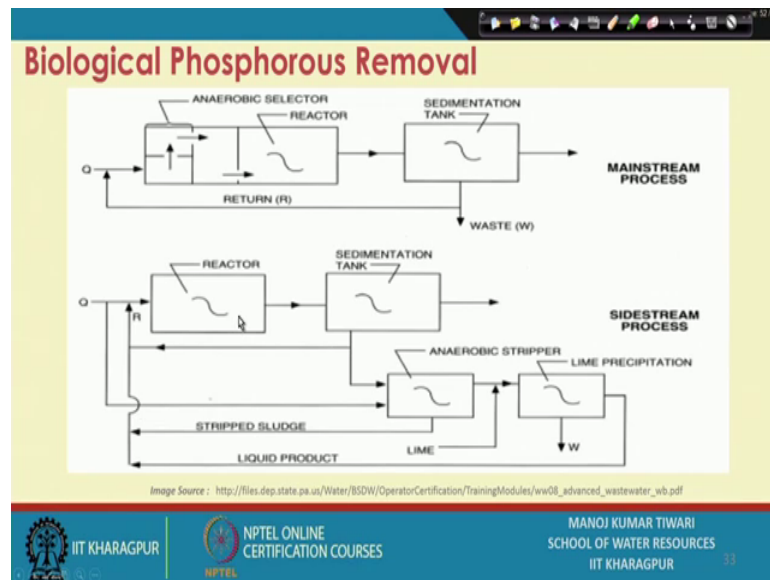 52
Biological Phosphorous Removal
ANAEROBIC SELECTOR
REACTOR
SEDIMENTATION
TANK
Q
MAINSTREAM
PROCESS
RETURN (R)
WASTE (W)
REACTOR
SEDIMENTATION
TANK
Q
R
SIDESTREAM
PROCESS
ANAEROBIC STRIPPER
LIME PRECIPITATION
STRIPPED SLUDGE
LIME
W
LIQUID PRODUCT
Image Source : http://files.dep.state.pa.us/Water/BSDW/OperatorCertification/TrainingModules/ww08_advanced_wastewater_wb.pdf
IIT KHARAGPUR
NPTEL
NPTEL ONLINE
CERTIFICATION COURSES
MANOJ KUMAR TIWARI
SCHOOL OF WATER RESOURCES
IIT KHARAGPUR
33